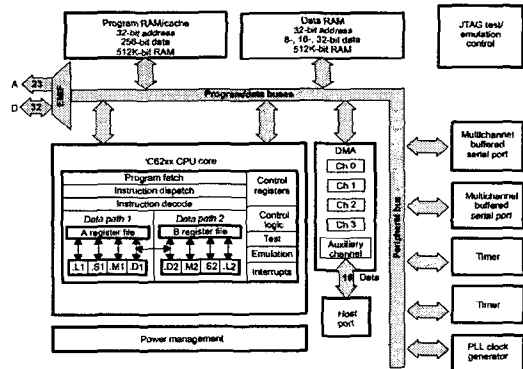 Program RAM/cache
32-bit address
256-bit data
512K-bit RAM
Data RAM
32-bit address
8-, 16-, 32-bit data
512K-bit RAM
JTAG test/
emulation
control
A
23
D
32
EMIF
Program/data buses
'C62xx CPU core
Program fetch
Instruction dispatch
Instruction decode
Control
registers
Data path 1
Data path 2
A register file
B register file
Control
logic
Test
Emulation
Interrupts
.L1
.S1
.M1
.D1
.D2
M2
S2
.L2
Power management
DMA
Ch 0
Ch 1
Ch 2
Ch 3
Auxiliary
channel
16
Data
Host
port
Peripheral bus
Multichannel
buffered
serial port
Multichannel
buffered
serial port
Timer
Timer
PLL clock
generator